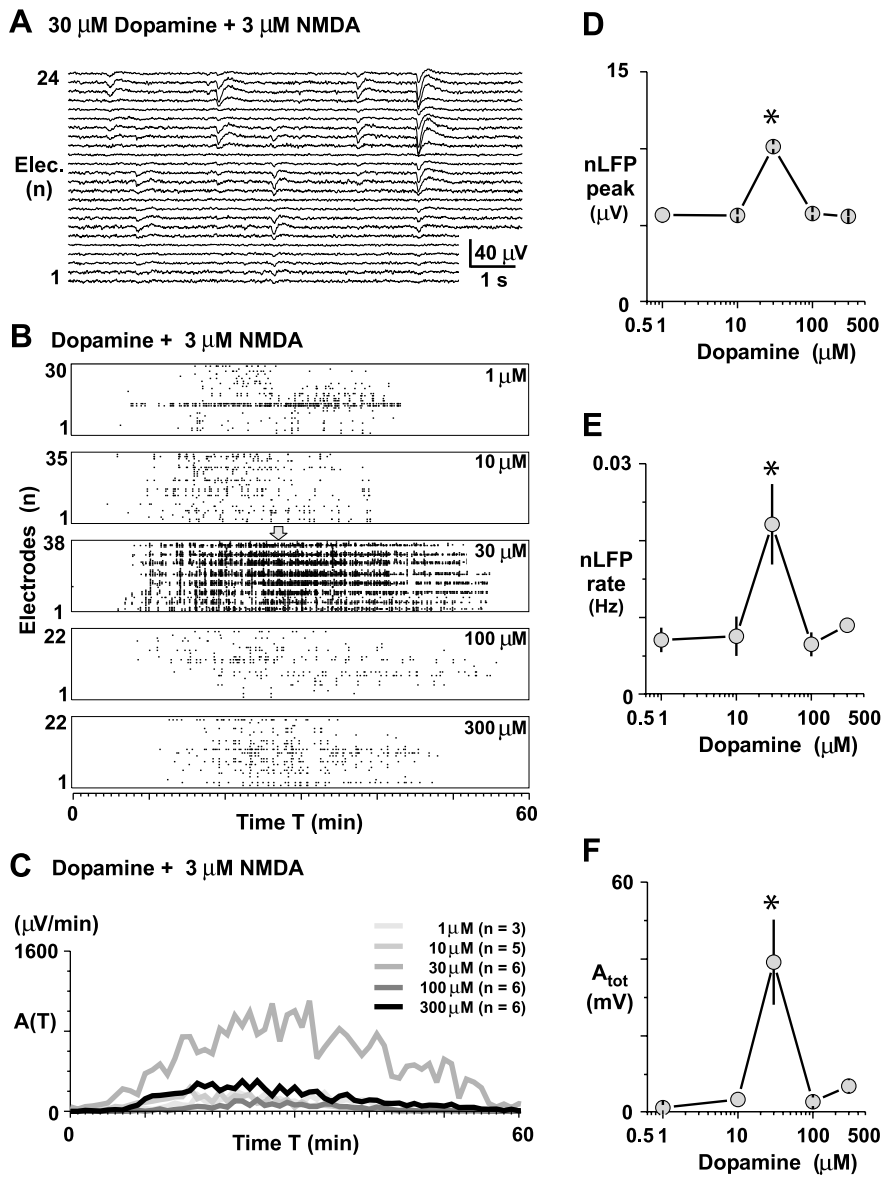 A 30 µM Dopamine + 3 µM NMDA
24
Elec.
(n)
1
40 µV
1 s
B Dopamine + 3 µM NMDA
Electrodes (n)
30
1 µM
1
35
10 µM
1
38
30 µM
1
22
100 µM
1
22
300 µM
1
0
60
Time T (min)
C Dopamine + 3 µM NMDA
(µV/min)
1600
A(T)
0
1 µM (n = 3)
10 µM (n = 5)
30 µM (n = 6)
100 µM (n = 6)
300 µM (n = 6)
0
60
Time T (min)
D
15
nLFP
peak
(µV)
0
*
0.5 1 10 100 500
Dopamine (µM)
E
0.03
nLFP
rate
(Hz)
0
*
0.5 1 10 100 500
Dopamine (µM)
F
60
Atot
(mV)
0
*
0.5 1 10 100 500
Dopamine (µM)